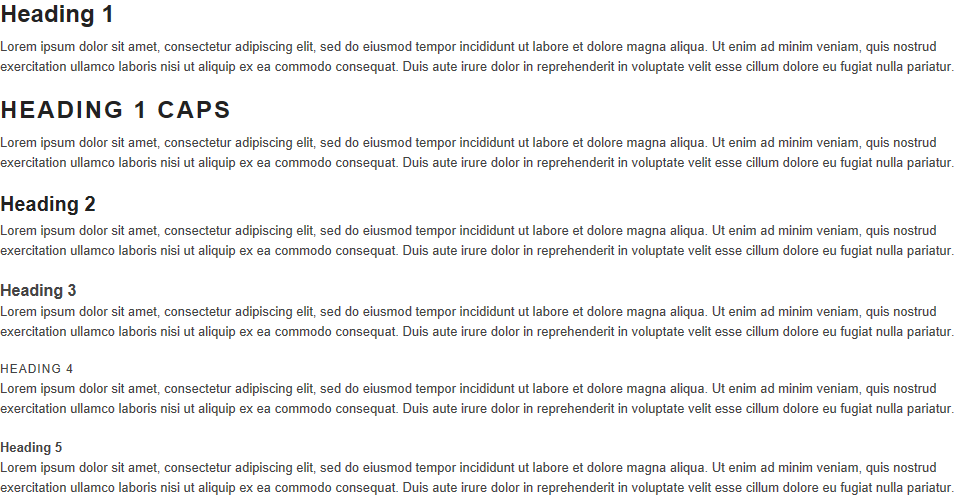 Heading 1
Lorem ipsum dolor sit amet, consectetur adipiscing elit, sed do eiusmod tempor incididunt ut labore et dolore magna aliqua. Ut enim ad minim veniam, quis nostrud
exercitation ullamco laboris nisi ut aliquip ex ea commodo consequat. Duis aute irure dolor in reprehenderit in voluptate velit esse cillum dolore eu fugiat nulla pariatur.
HEADING 1 CAPS
Lorem ipsum dolor sit amet, consectetur adipiscing elit, sed do eiusmod tempor incididunt ut labore et dolore magna aliqua. Ut enim ad minim veniam, quis nostrud
exercitation ullamco laboris nisi ut aliquip ex ea commodo consequat. Duis aute irure dolor in reprehenderit in voluptate velit esse cillum dolore eu fugiat nulla pariatur.
Heading 2
Lorem ipsum dolor sit amet, consectetur adipiscing elit, sed do eiusmod tempor incididunt ut labore et dolore magna aliqua. Ut enim ad minim veniam, quis nostrud
exercitation ullamco laboris nisi ut aliquip ex ea commodo consequat. Duis aute irure dolor in reprehenderit in voluptate velit esse cillum dolore eu fugiat nulla pariatur.
Heading 3
Lorem ipsum dolor sit amet, consectetur adipiscing elit, sed do eiusmod tempor incididunt ut labore et dolore magna aliqua. Ut enim ad minim veniam, quis nostrud
exercitation ullamco laboris nisi ut aliquip ex ea commodo consequat. Duis aute irure dolor in reprehenderit in voluptate velit esse cillum dolore eu fugiat nulla pariatur.
HEADING 4
Lorem ipsum dolor sit amet, consectetur adipiscing elit, sed do eiusmod tempor incididunt ut labore et dolore magna aliqua. Ut enim ad minim veniam, quis nostrud
exercitation ullamco laboris nisi ut aliquip ex ea commodo consequat. Duis aute irure dolor in reprehenderit in voluptate velit esse cillum dolore eu fugiat nulla pariatur.
Heading 5
Lorem ipsum dolor sit amet, consectetur adipiscing elit, sed do eiusmod tempor incididunt ut labore et dolore magna aliqua. Ut enim ad minim veniam, quis nostrud
exercitation ullamco laboris nisi ut aliquip ex ea commodo consequat. Duis aute irure dolor in reprehenderit in voluptate velit esse cillum dolore eu fugiat nulla pariatur.